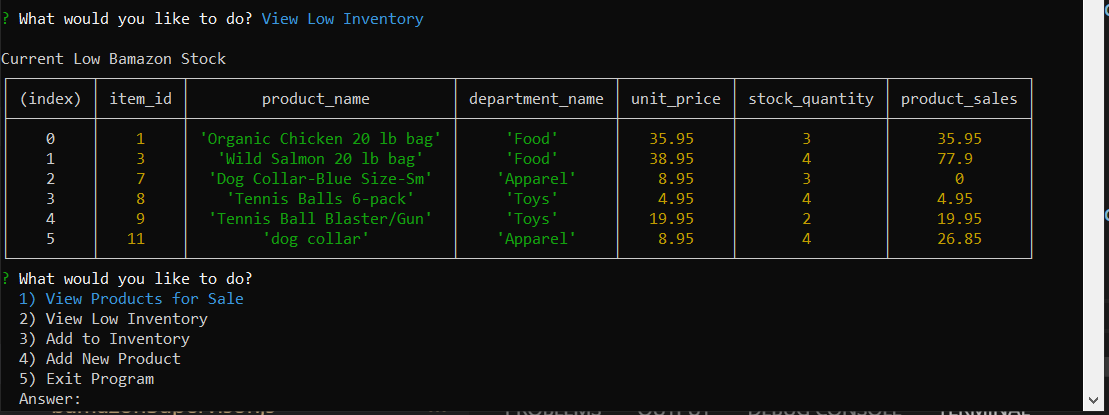 ? What would you like to do? View Low Inventory
Current Low Bamazon Stock
(index) item_id product_name department_name unit_price stock_quantity product_sales
0 1 'Organic Chicken 20 lb bag' 'Food' 35.95 3 35.95
1 3 'Wild Salmon 20 lb bag' 'Food' 38.95 4 77.9
2 7 'Dog Collar-Blue Size-Sm' 'Apparel' 8.95 3 0
3 8 'Tennis Balls 6-pack' 'Toys' 4.95 4 4.95
4 9 'Tennis Ball Blaster/Gun' 'Toys' 19.95 2 19.95
5 11 'dog collar' 'Apparel' 8.95 4 26.85
? What would you like to do?
1) View Products for Sale
2) View Low Inventory
3) Add to Inventory
4) Add New Product
5) Exit Program
Answer:
PROBLEMS OUTPUT DEBUG CONSOLE TERMINAL